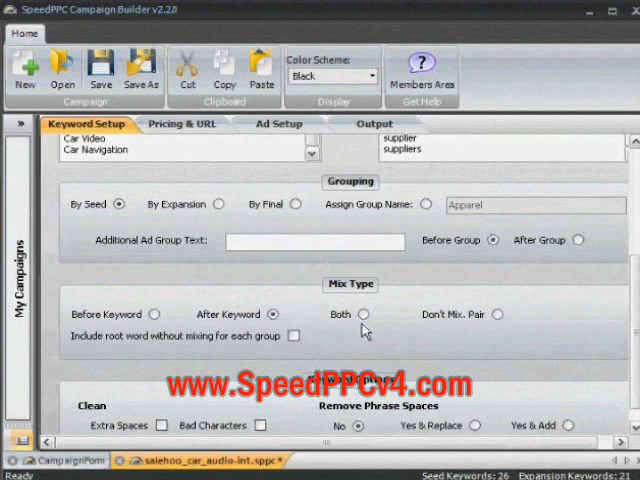 SpeedPPC Campaign Builder v2.2.0
Home
New Open Save Save As Cut Copy Paste
Color Scheme:
Black
Members Area
Campaign Clipboard Display Get Help
»
Keyword Setup Pricing & URL Ad Setup Output
Car Video
Car Navigation
supplier
suppliers
Grouping
By Seed By Expansion By Final Assign Group Name: Apparel
Additional Ad Group Text: Before Group After Group
My Campaigns
Mix Type
Before Keyword After Keyword Both Don't Mix. Pair
Include root word without mixing for each group
www.SpeedPPCv4.com
Keyword Options
Clean Remove Phrase Spaces
Extra Spaces Bad Characters No Yes & Replace Yes & Add
CampaignForm salehoo_car_audio-int.sppc*
Ready Seed Keywords: 26 Expansion Keywords: 21